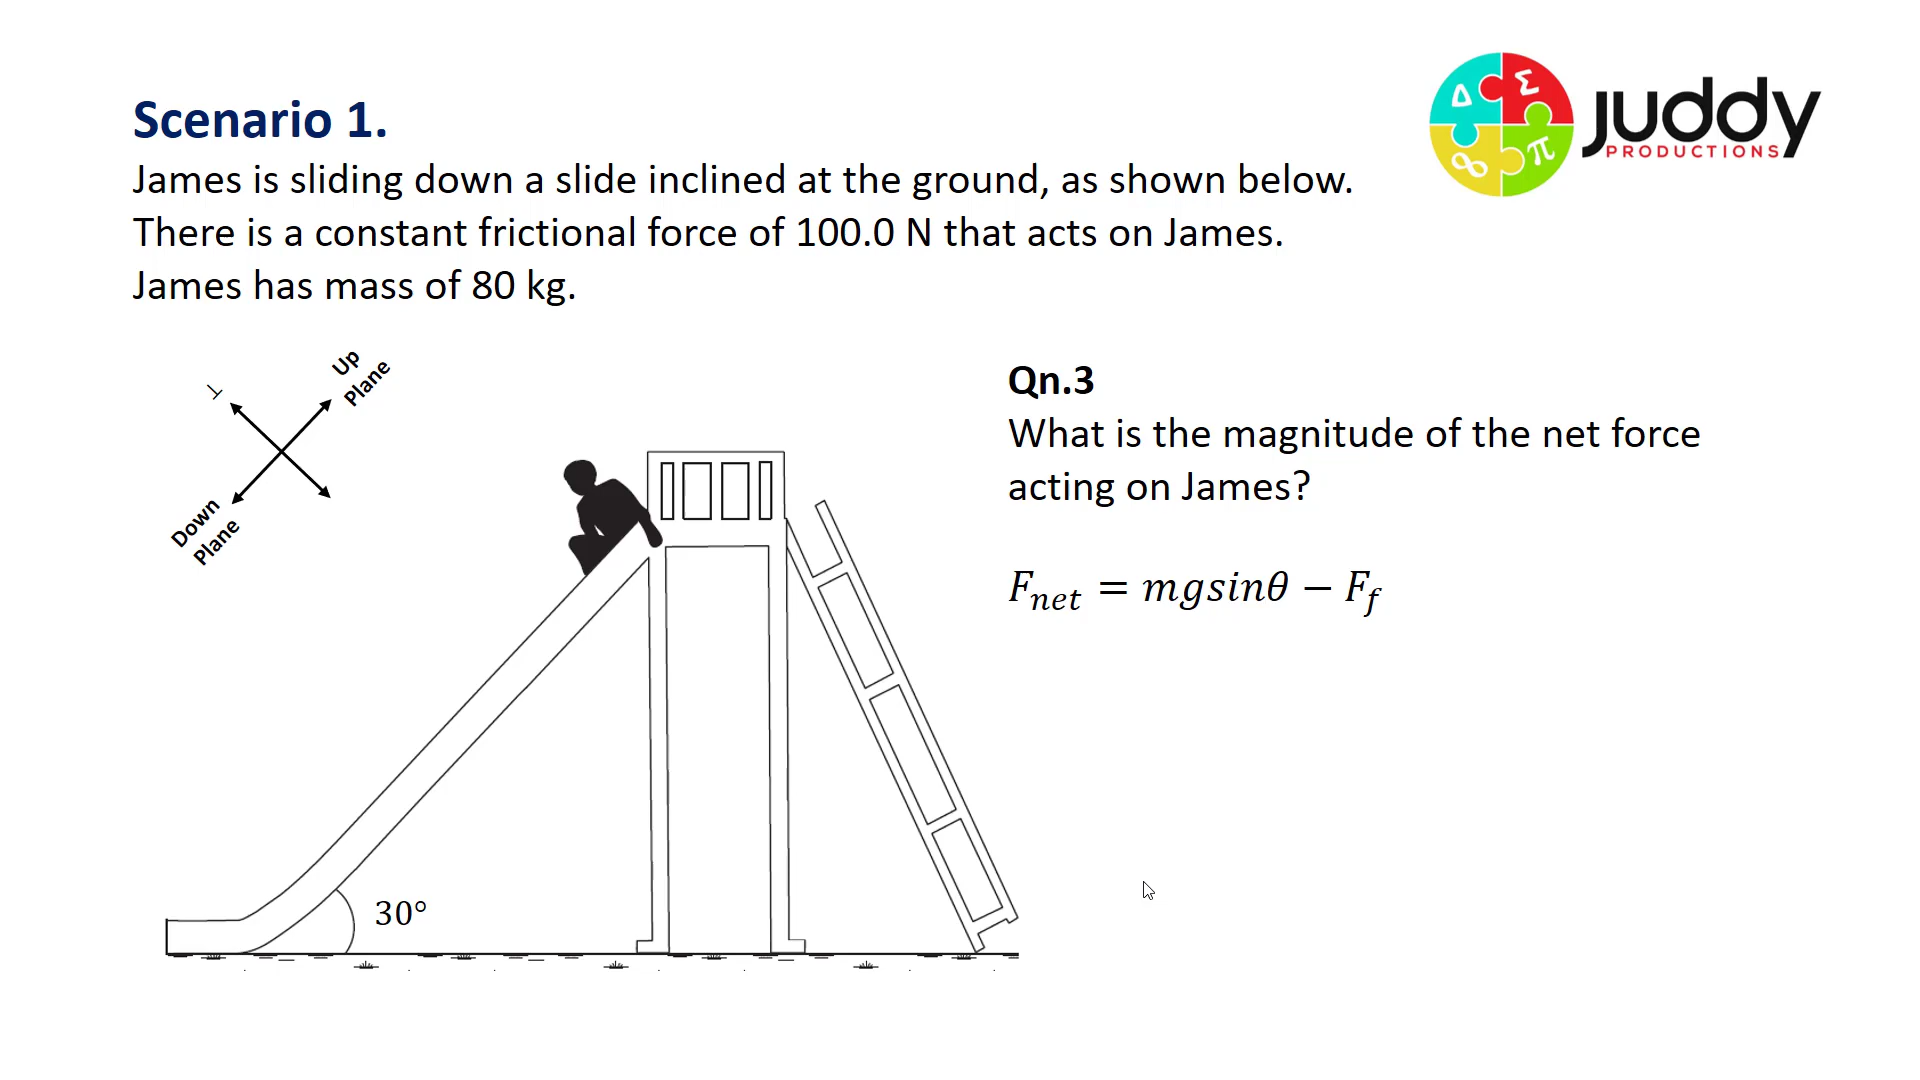 Scenario 1.
James is sliding down a slide inclined at the ground, as shown below.
There is a constant frictional force of 100.0 N that acts on James.
James has mass of 80 kg.
Δ Σ ∞ π
juddy
PRODUCTIONS
⊥
Up
Plane
Down
Plane
30°
Qn.3
What is the magnitude of the net force
acting on James?
F_net = mgsinθ − F_f